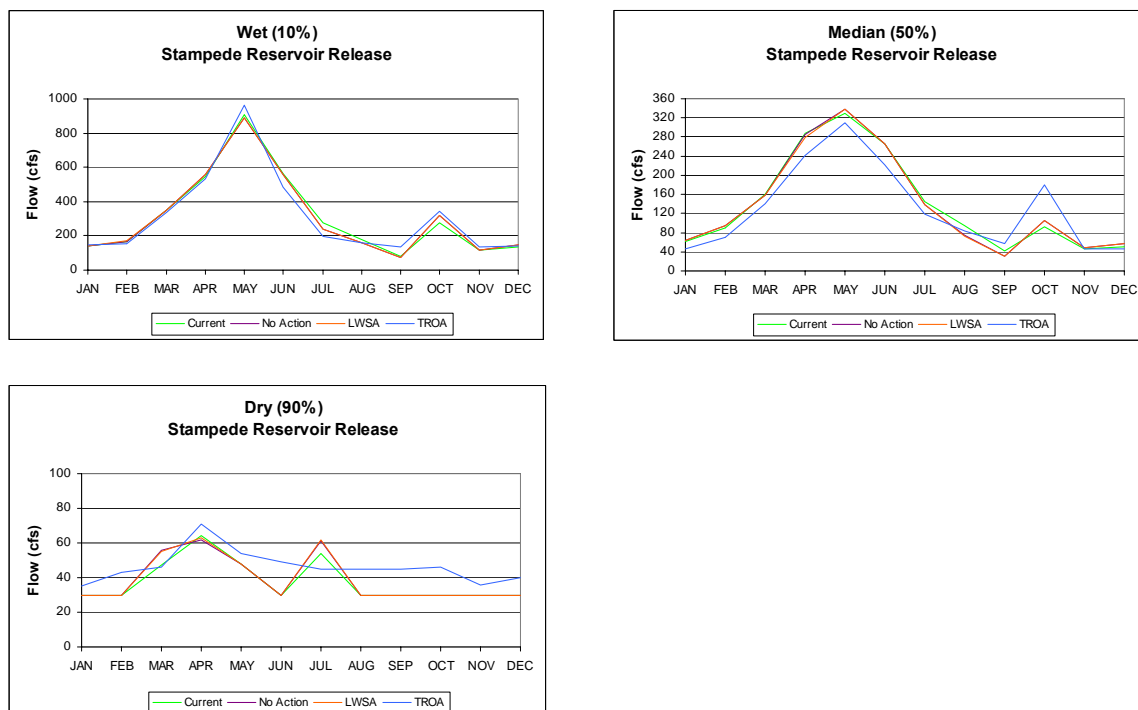 Wet (10%)
Stampede Reservoir Release
Flow (cfs)
1000
800
600
400
200
0
JAN FEB MAR APR MAY JUN JUL AUG SEP OCT NOV DEC
Current No Action LWSA TROA
Median (50%)
Stampede Reservoir Release
Flow (cfs)
360
320
280
240
200
160
120
80
40
0
JAN FEB MAR APR MAY JUN JUL AUG SEP OCT NOV DEC
Current No Action LWSA TROA
Dry (90%)
Stampede Reservoir Release
Flow (cfs)
100
80
60
40
20
0
JAN FEB MAR APR MAY JUN JUL AUG SEP OCT NOV DEC
Current No Action LWSA TROA